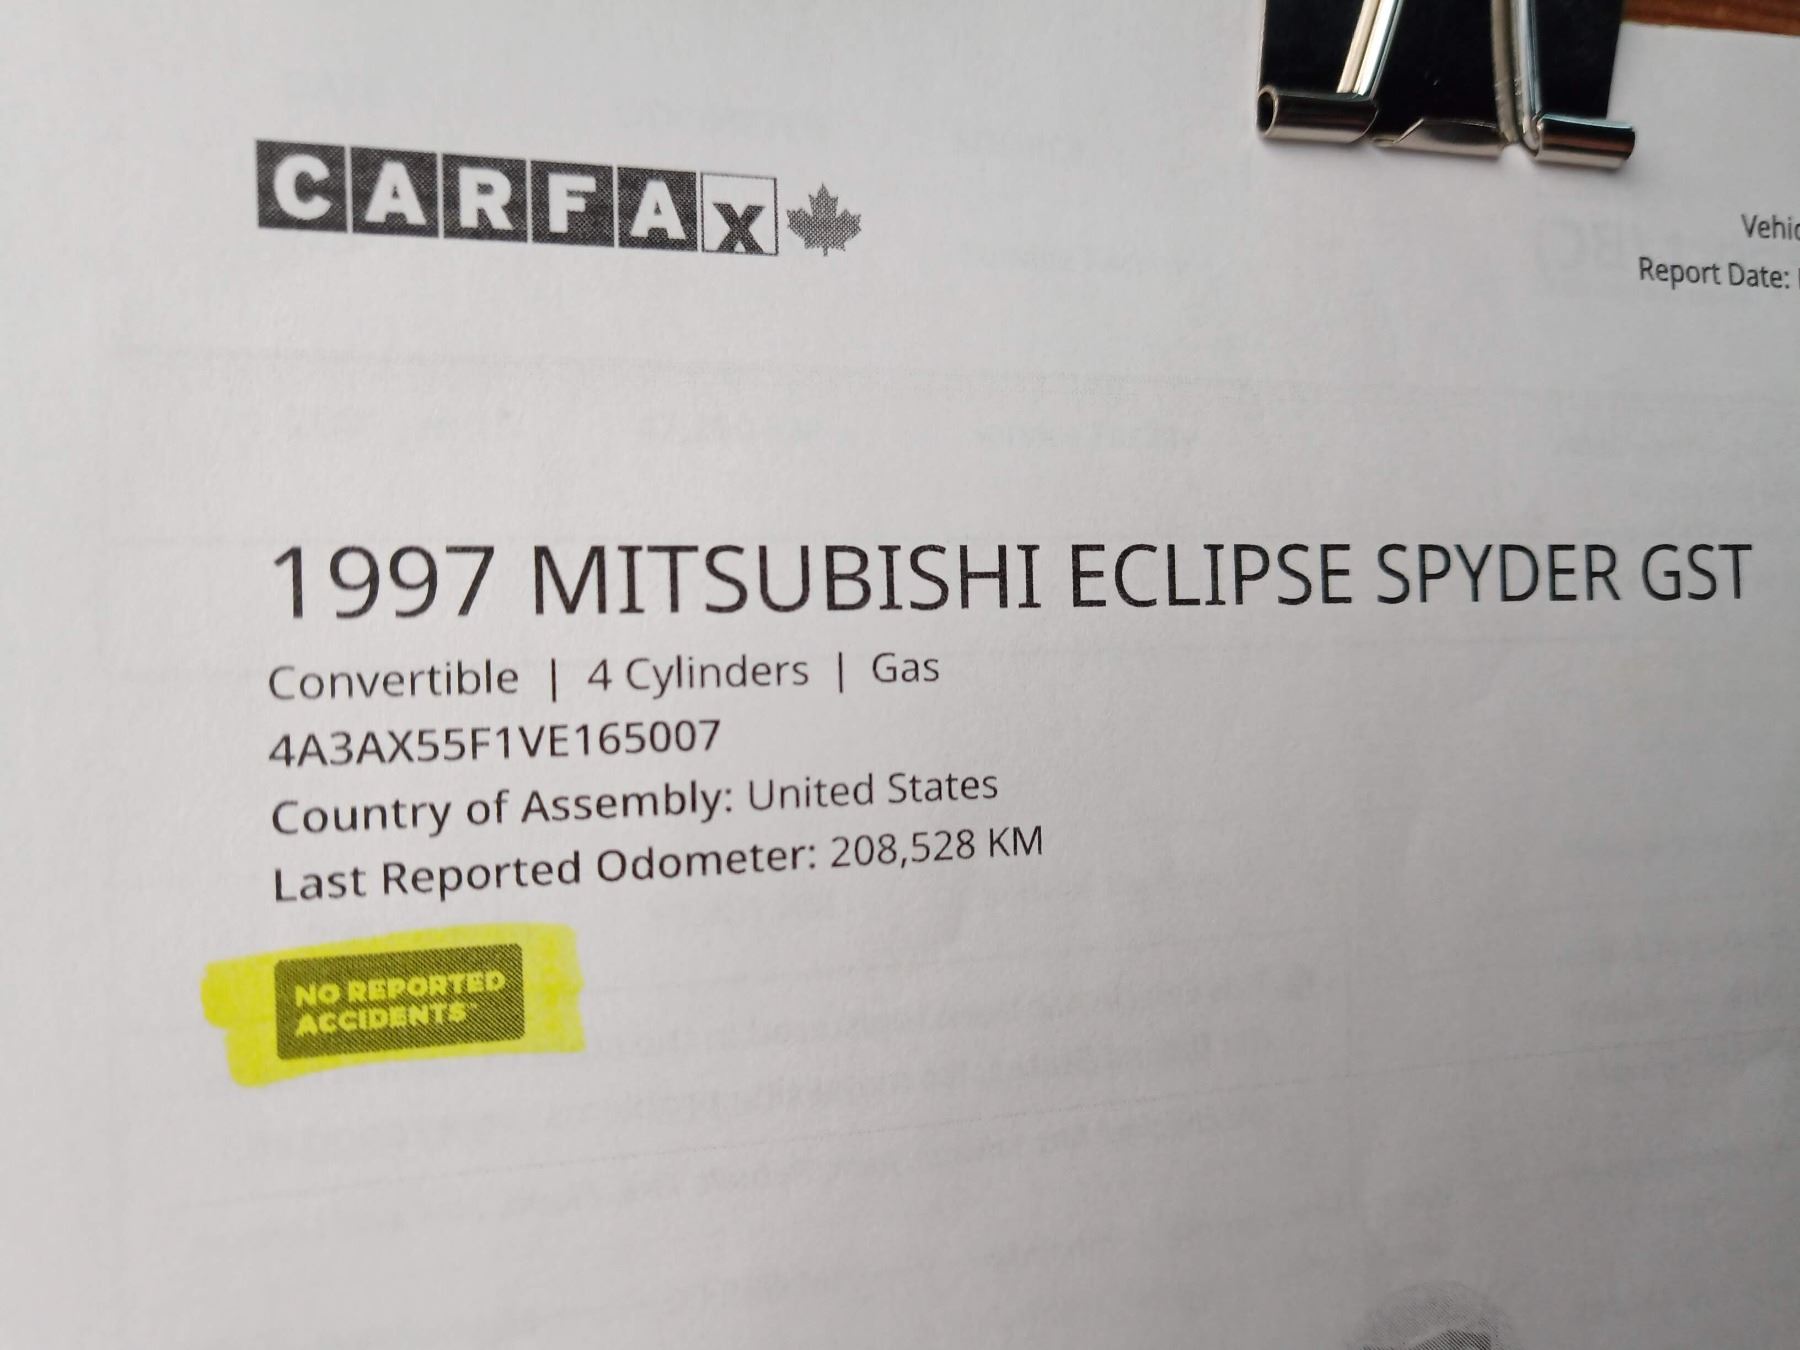 CARFAX
Vehic
Report Date:
1997 MITSUBISHI ECLIPSE SPYDER GST
Convertible | 4 Cylinders | Gas
4A3AX55F1VE165007
Country of Assembly: United States
Last Reported Odometer: 208,528 KM
NO REPORTED
ACCIDENTS™